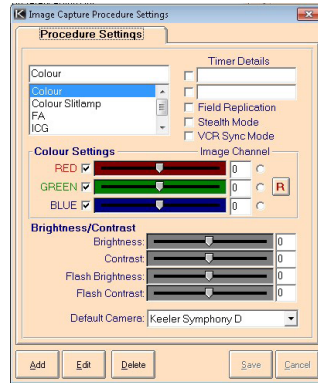 Image Capture Procedure Settings
Procedure Settings
Timer Details
Colour
Colour
Colour Slitlamp
FA
ICG
Field Replication
Stealth Mode
VCR Sync Mode
Colour Settings
Image Channel
RED 0
GREEN 0 R
BLUE 0
Brightness/Contrast
Brightness: 0
Contrast: 0
Flash Brightness: 0
Flash Contrast: 0
Default Camera: Keeler Symphony D
Add Edit Delete Save Cancel